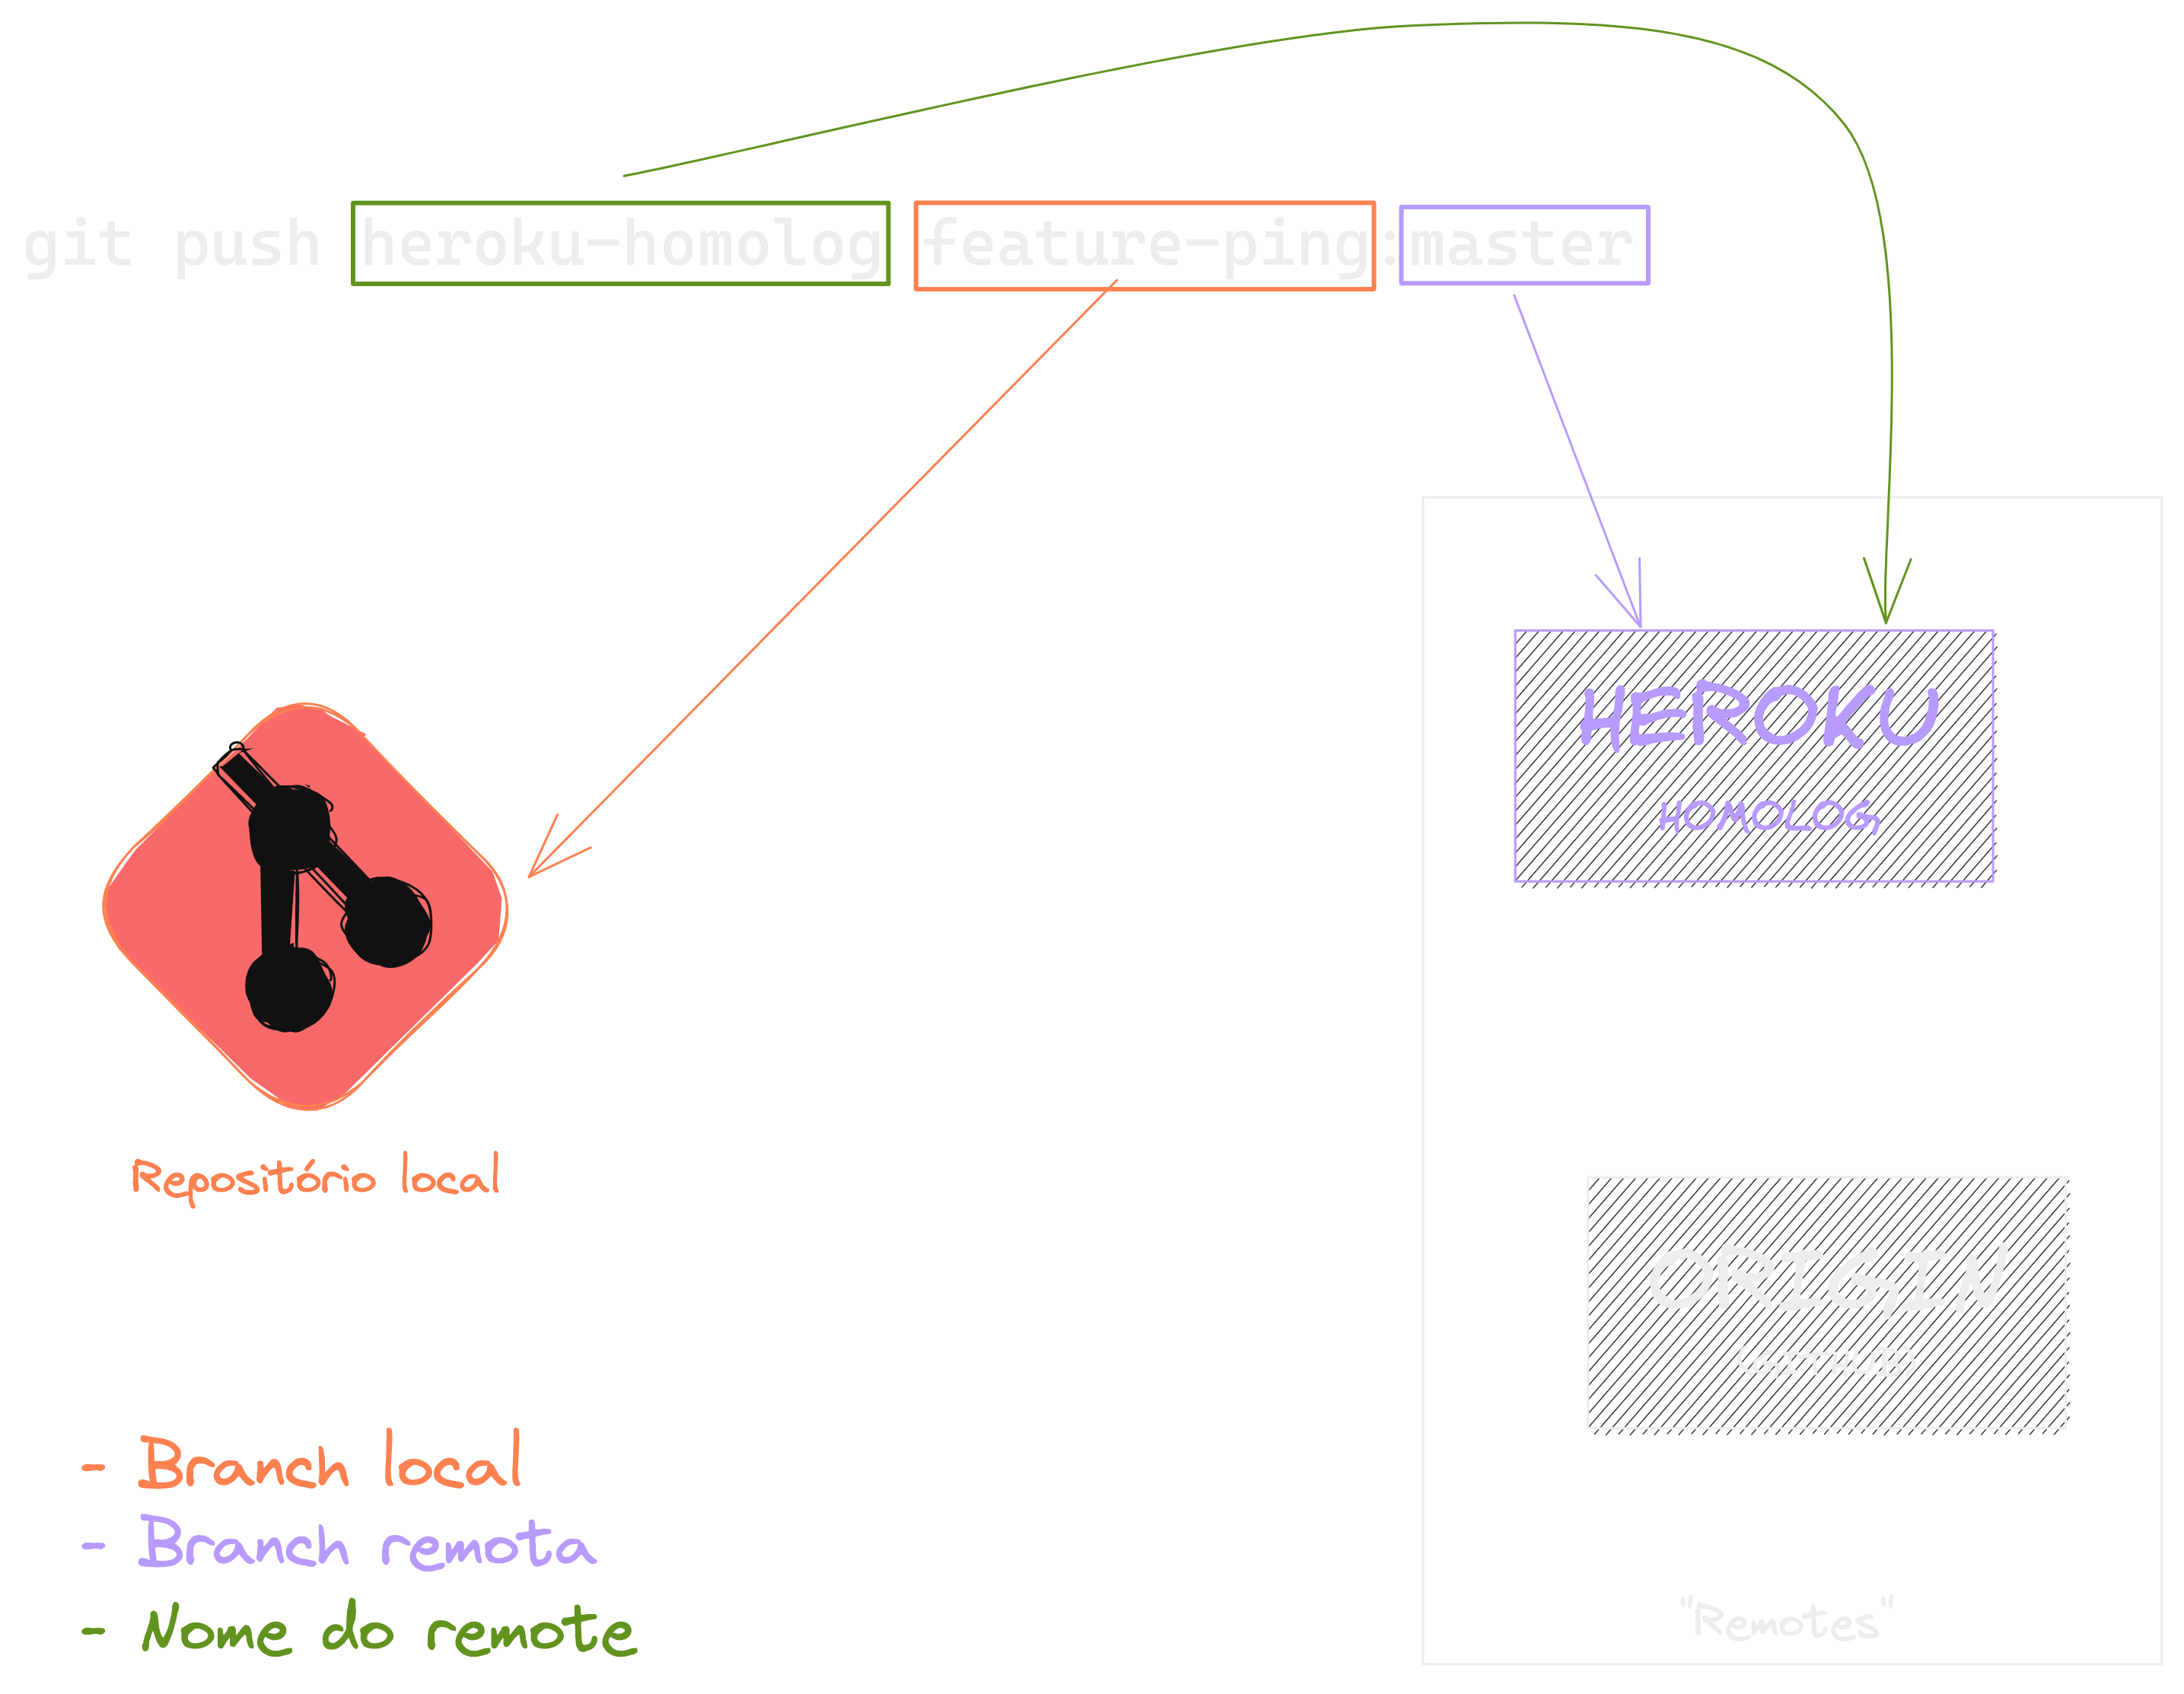 git push heroku-homolog feature-ping:master
HEROKU
HOMOLOG
Repositório local
ORIGIN
(GITHUB)
- Branch local
- Branch remota
- Nome do remote
"Remotes"